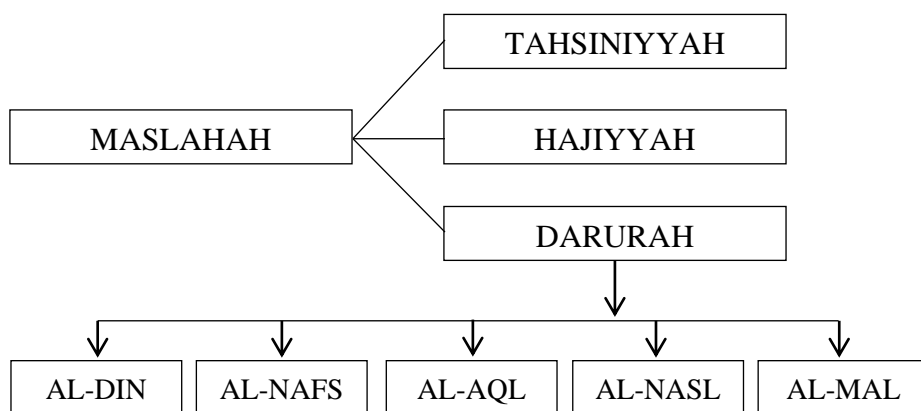 TAHSINIYYAH
MASLAHAH
HAJIYYAH
DARURAH
AL-DIN
AL-NAFS
AL-AQL
AL-NASL
AL-MAL